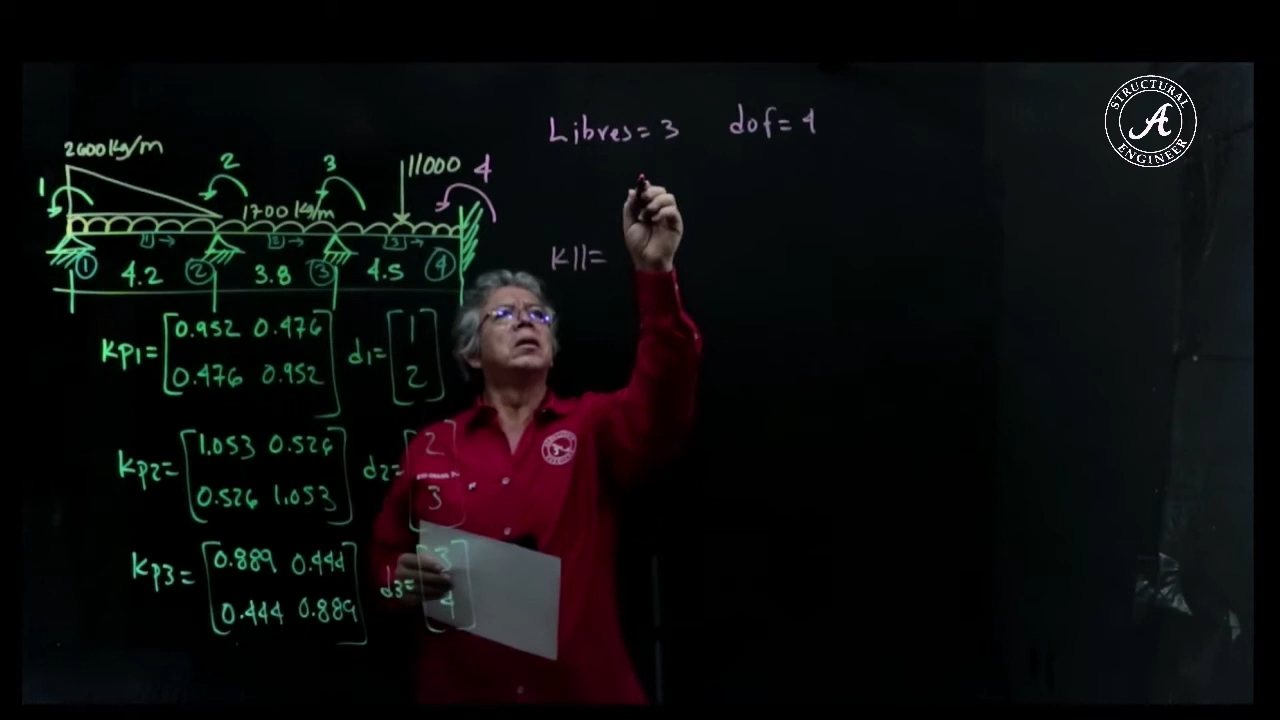 Libres = 3 dof = 4
2600 Kg/m
1 2 3 11000 4
1700 Kg/m
1 → 2 → 3 →
1 4.2 2 3.8 3 4.5 4
K11 =
Kp1 = [0.952 0.476 d1 = [1
0.476 0.952] 2]
Kp2 = [1.053 0.526 d2 = [2
0.526 1.053] 3]
Kp3 = [0.889 0.444 d3 = [3
0.444 0.889] 4]
STRUCTURAL
A
ENGINEER